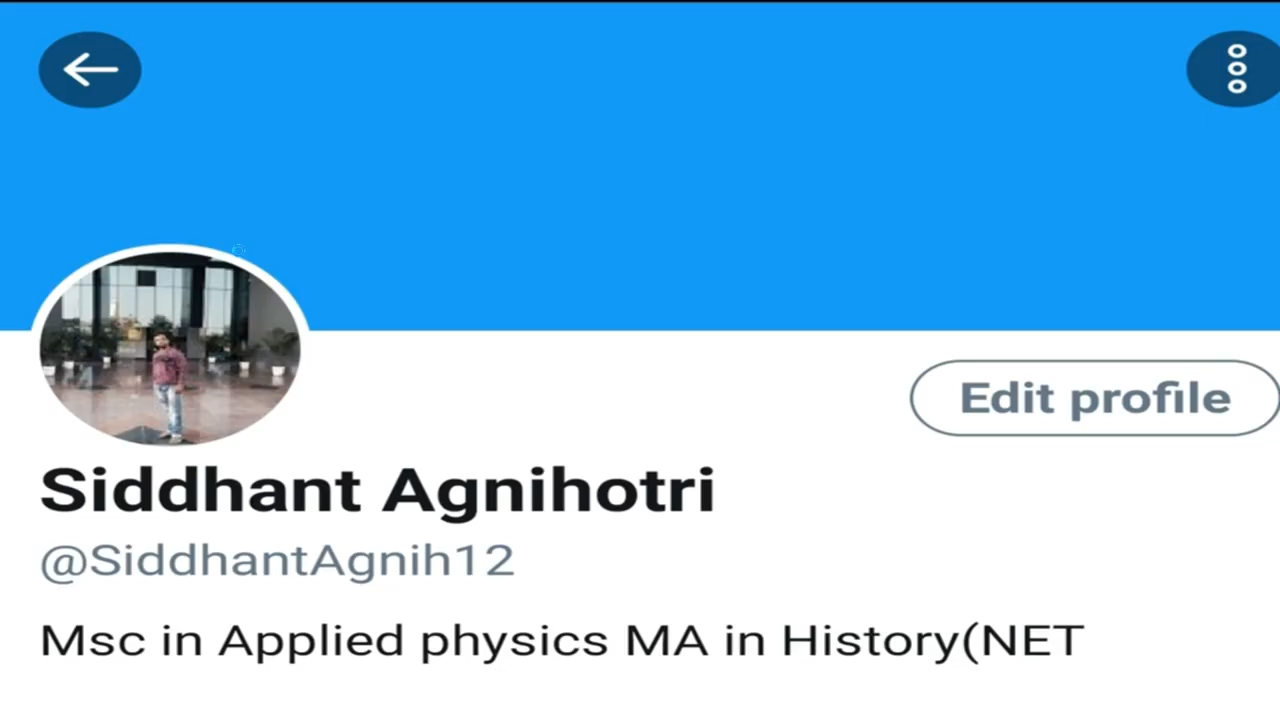 Edit profile
Siddhant Agnihotri
@SiddhantAgnih12
Msc in Applied physics MA in History(NET